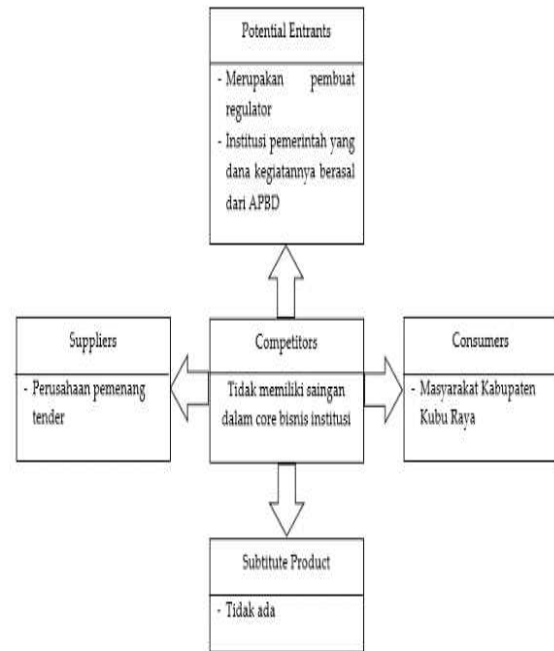 Potential Entrants
- Merupakan pembuat
regulator
- Institusi pemerintah yang
dana kegiatannya berasal
dari APBD
Suppliers
- Perusahaan pemenang
tender
Competitors
Tidak memiliki saingan
dalam core bisnis institusi
Consumers
- Masyarakat Kabupaten
Kubu Raya
Subtitute Product
- Tidak ada